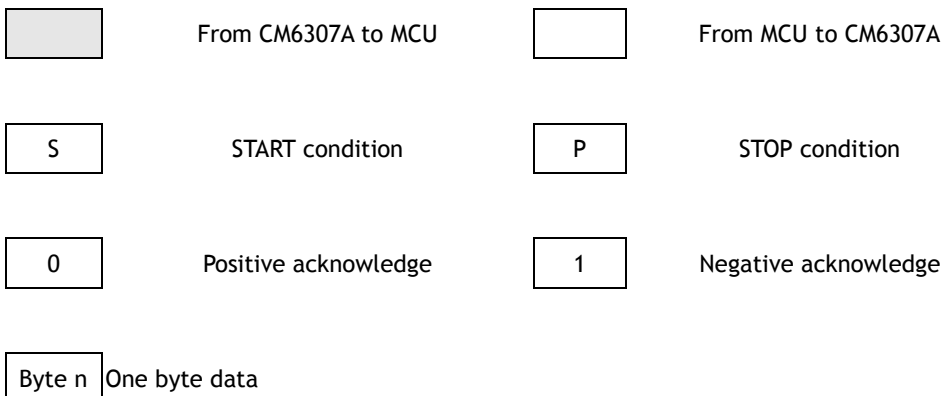 From CM6307A to MCU
From MCU to CM6307A
S START condition
P STOP condition
0 Positive acknowledge
1 Negative acknowledge
Byte n One byte data